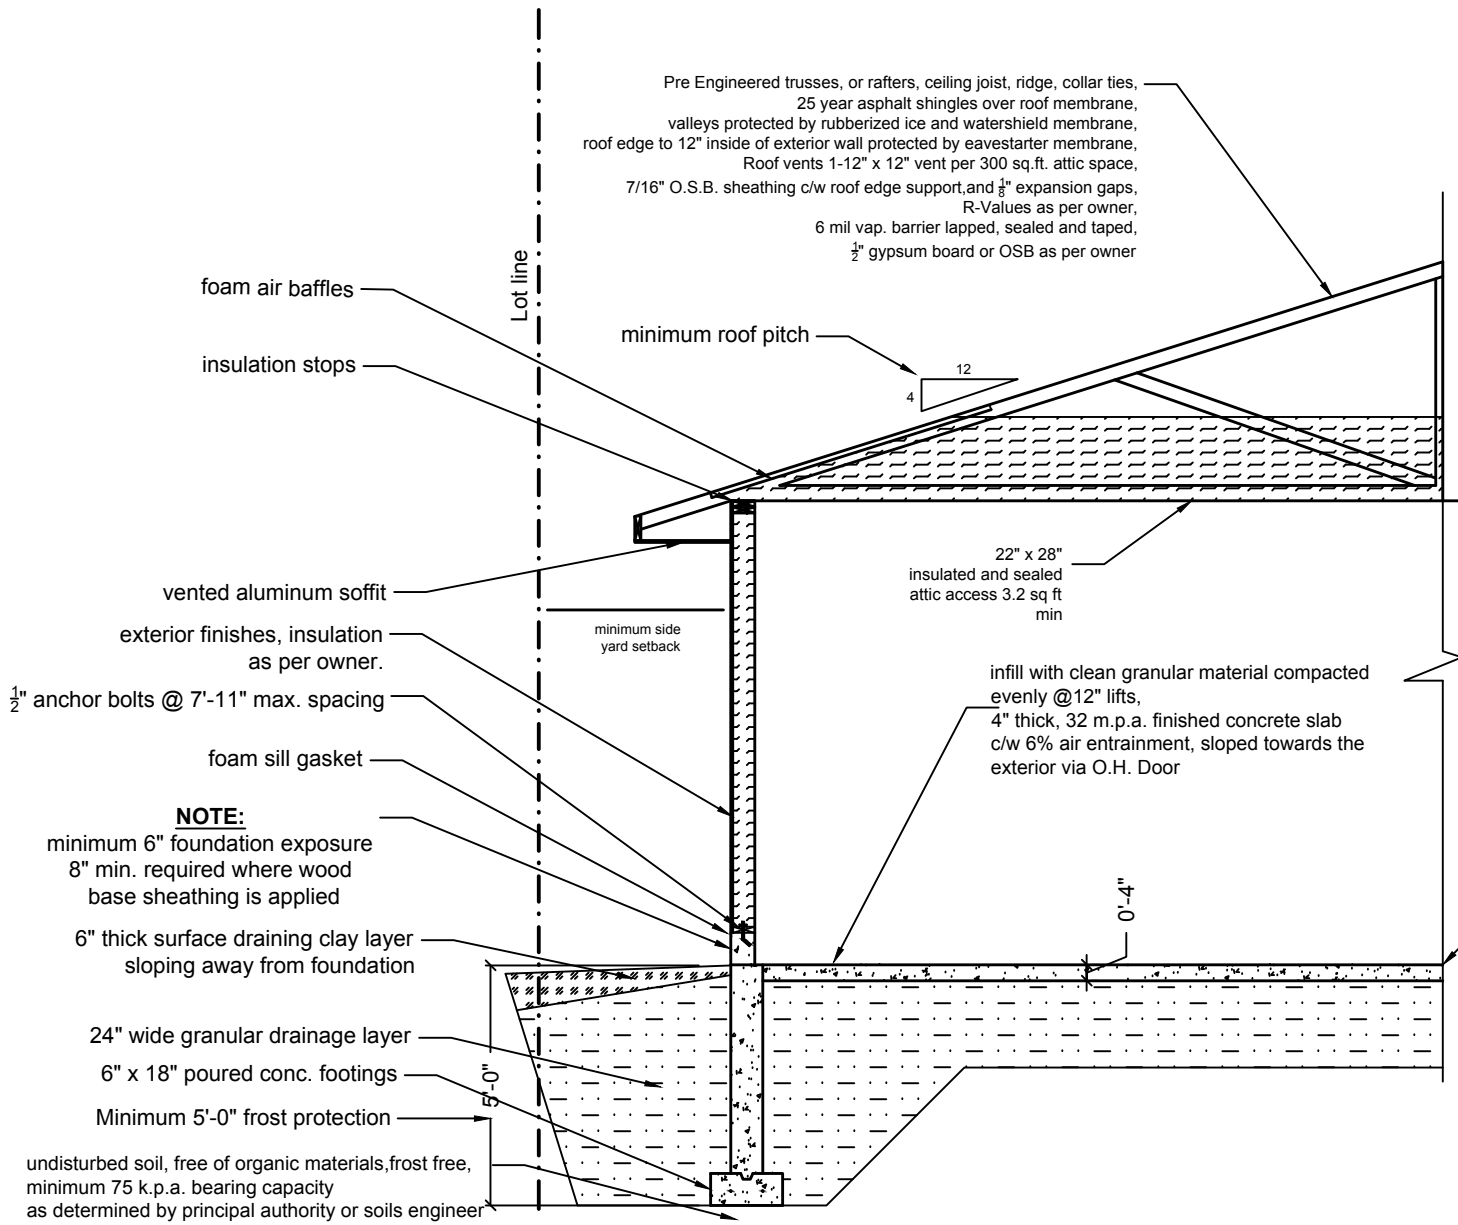 Pre Engineered trusses, or rafters, ceiling joist, ridge, collar ties,
25 year asphalt shingles over roof membrane,
valleys protected by rubberized ice and watershield membrane,
roof edge to 12" inside of exterior wall protected by eavestarter membrane,
Roof vents 1-12" x 12" vent per 300 sq.ft. attic space,
7/16" O.S.B. sheathing c/w roof edge support,and 1/8" expansion gaps,
R-Values as per owner,
6 mil vap. barrier lapped, sealed and taped,
1/2" gypsum board or OSB as per owner
Lot line
foam air baffles
minimum roof pitch
insulation stops
12
4
22" x 28"
insulated and sealed
attic access 3.2 sq ft
min
vented aluminum soffit
minimum side
yard setback
exterior finishes, insulation
as per owner.
1/2" anchor bolts @ 7'-11" max. spacing
infill with clean granular material compacted
evenly @12" lifts,
4" thick, 32 m.p.a. finished concrete slab
c/w 6% air entrainment, sloped towards the
exterior via O.H. Door
foam sill gasket
NOTE:
minimum 6" foundation exposure
8" min. required where wood
base sheathing is applied
0'-4"
6" thick surface draining clay layer
sloping away from foundation
24" wide granular drainage layer
6" x 18" poured conc. footings
5'-0"
Minimum 5'-0" frost protection
undisturbed soil, free of organic materials,frost free,
minimum 75 k.p.a. bearing capacity
as determined by principal authority or soils engineer